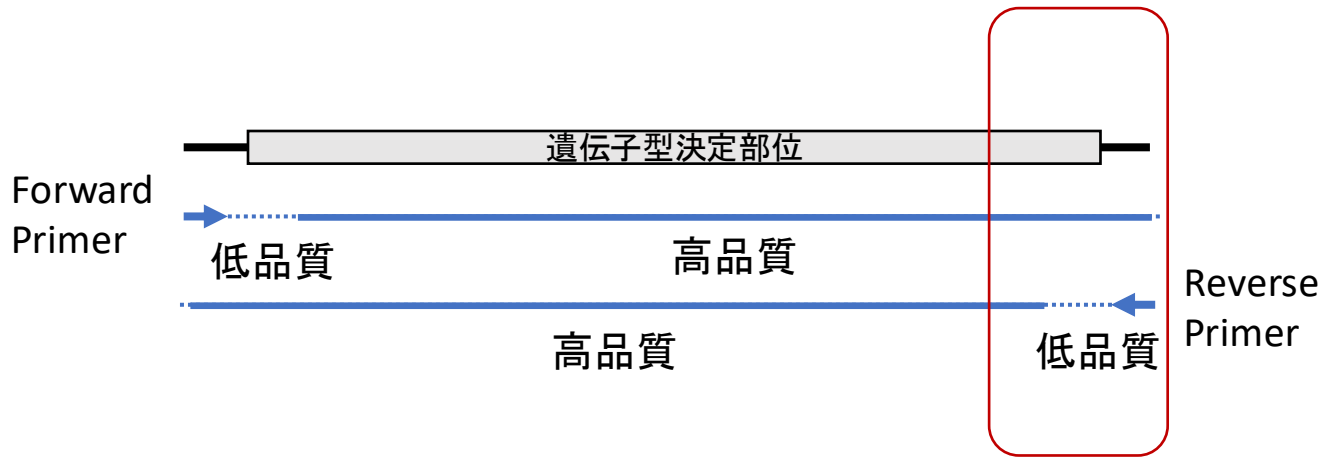 遺伝子型決定部位
Forward
Primer
低品質
高品質
高品質
低品質
Reverse
Primer